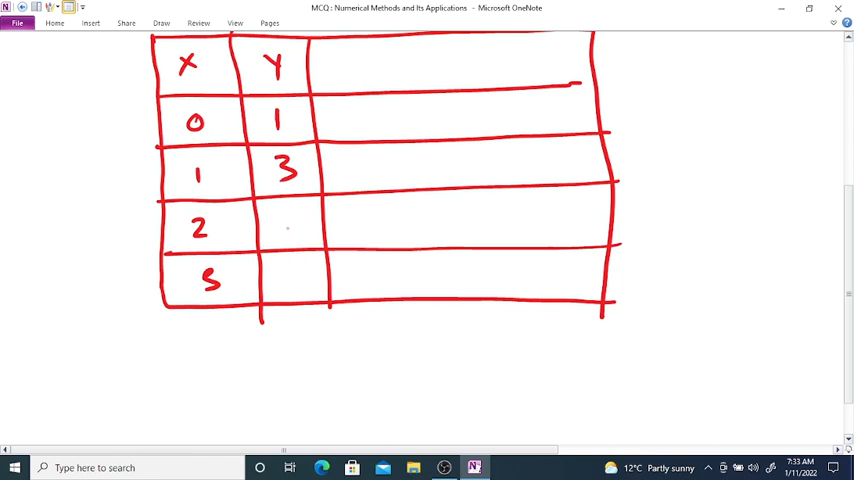 MCQ : Numerical Methods and Its Applications - Microsoft OneNote
File Home Insert Share Draw Review View Pages
X Y
0 1
1 3
2
3
Type here to search
12°C Partly sunny
7:33 AM
1/11/2022